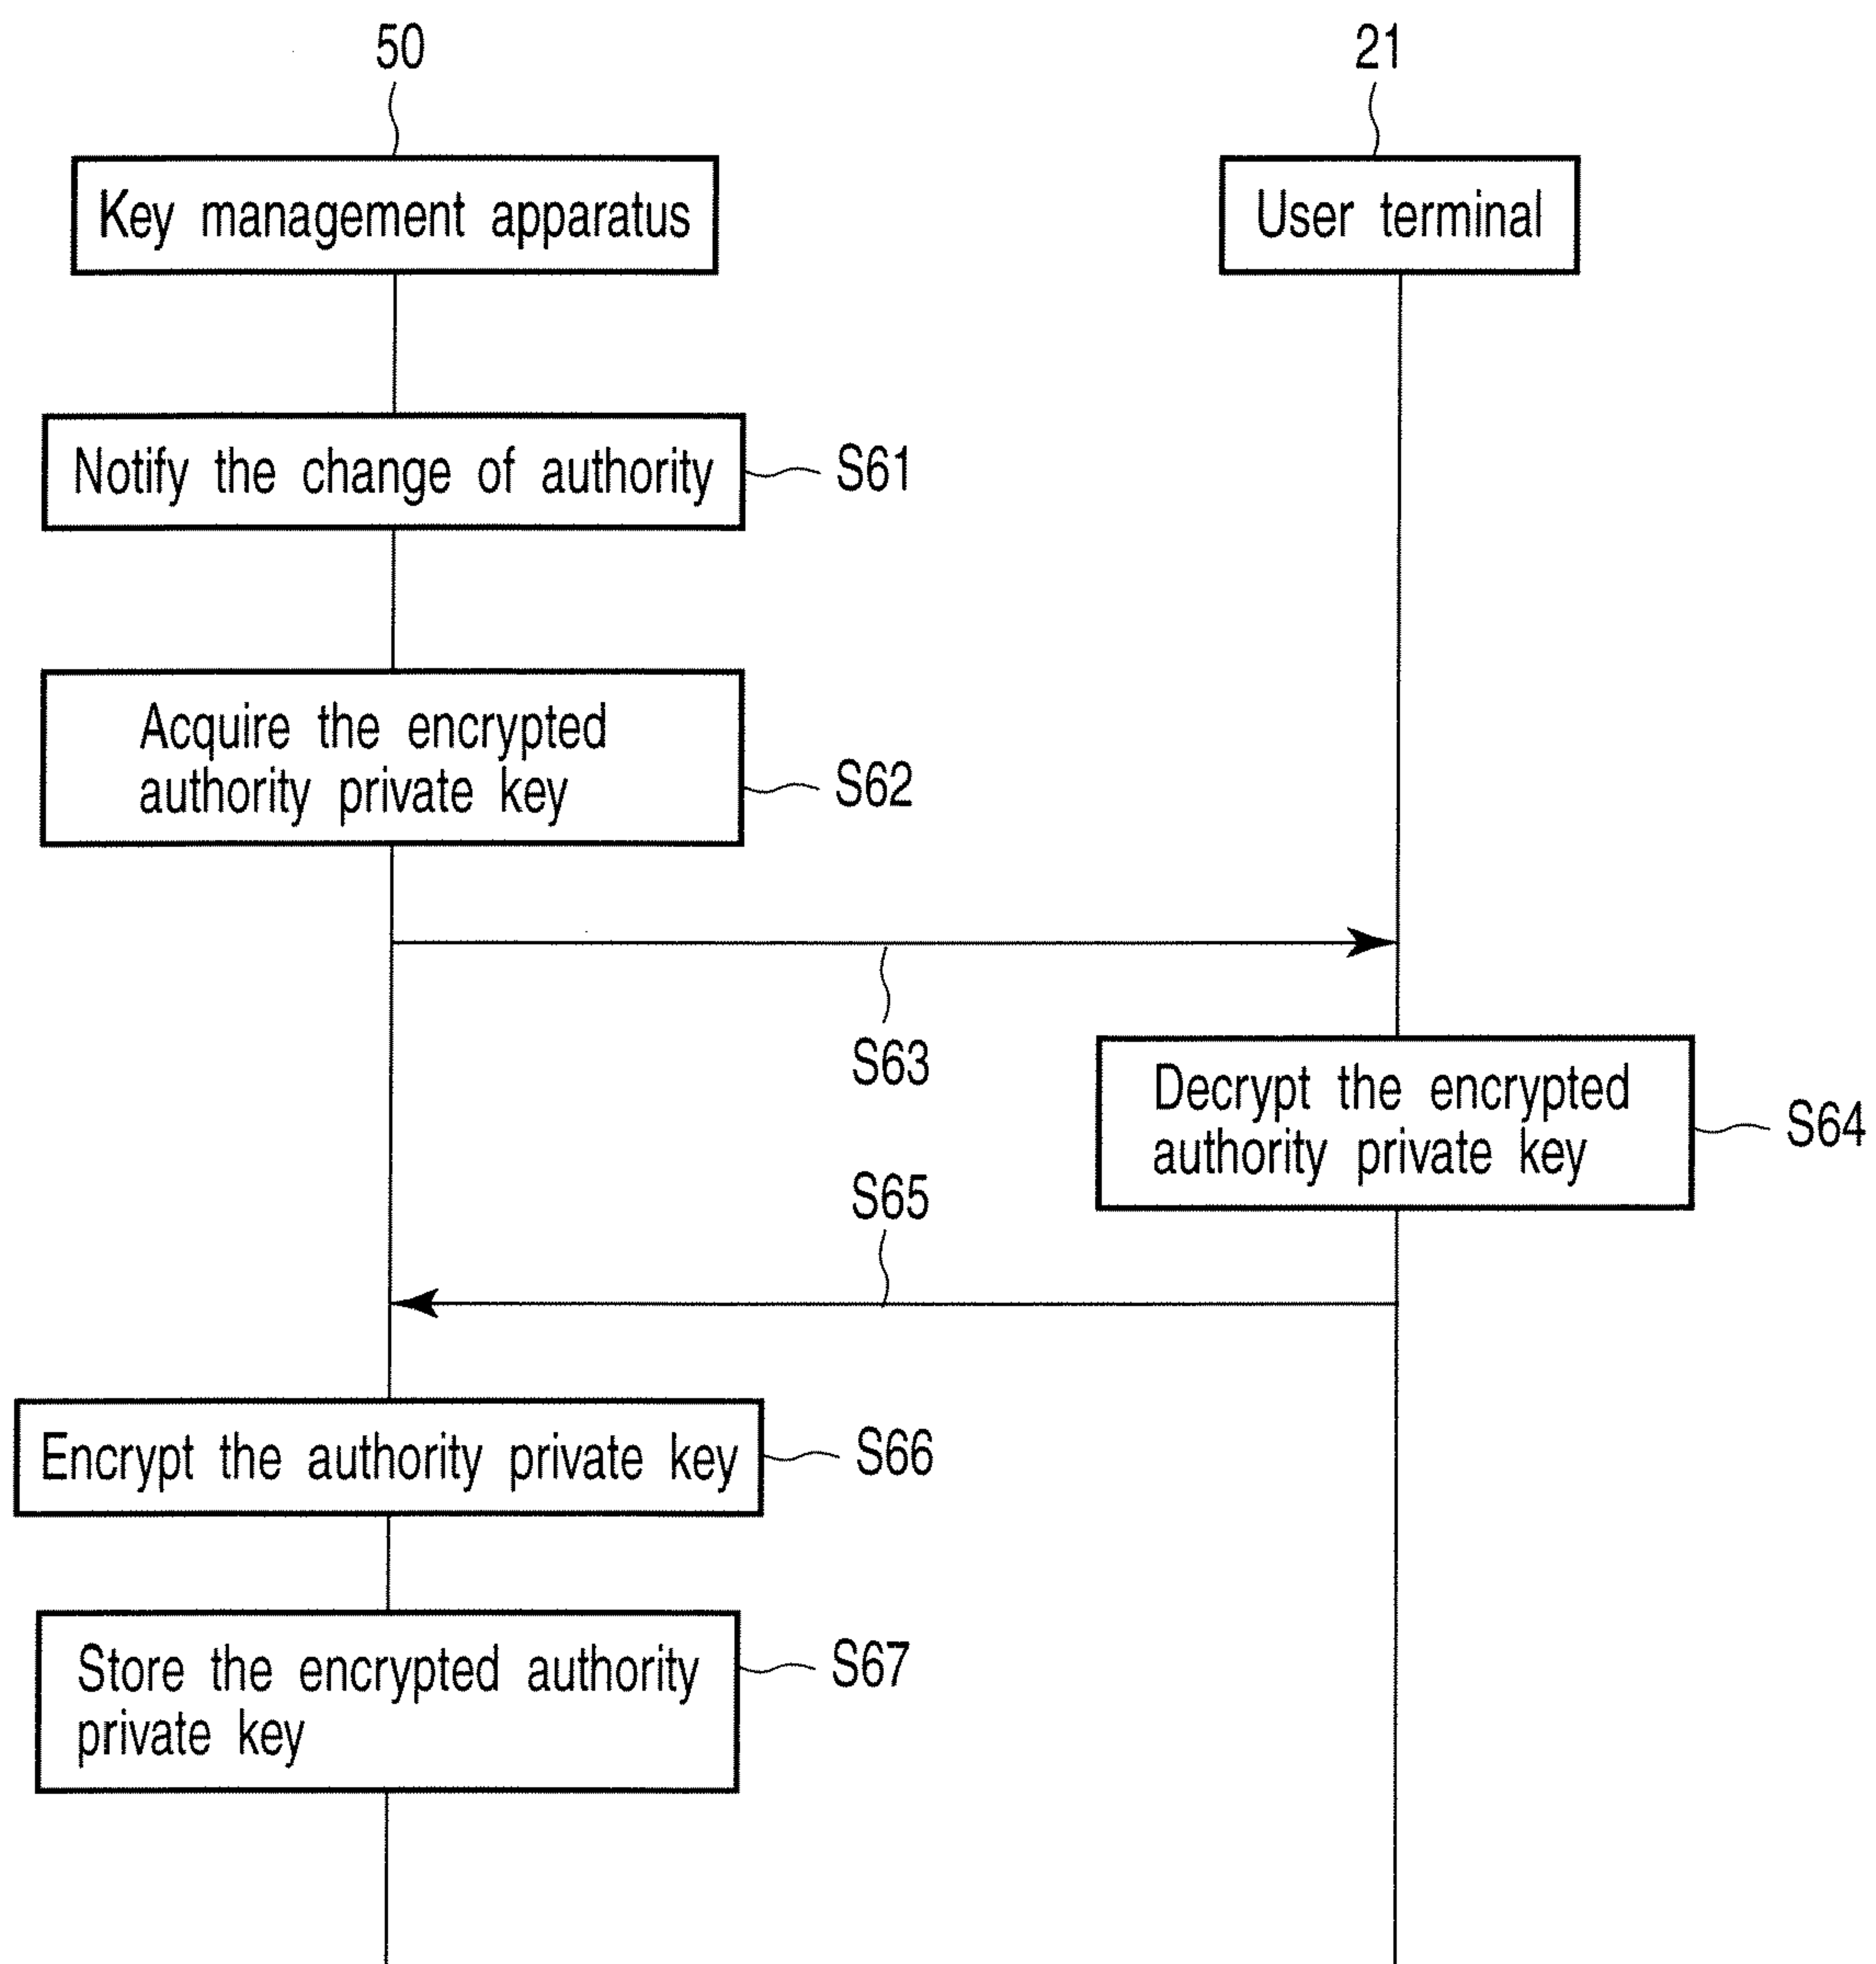 50
21
Key management apparatus
User terminal
Notify the change of authority
S61
Acquire the encrypted
authority private key
S62
S63
Decrypt the encrypted
authority private key
S64
S65
Encrypt the authority private key
S66
Store the encrypted authority
private key
S67